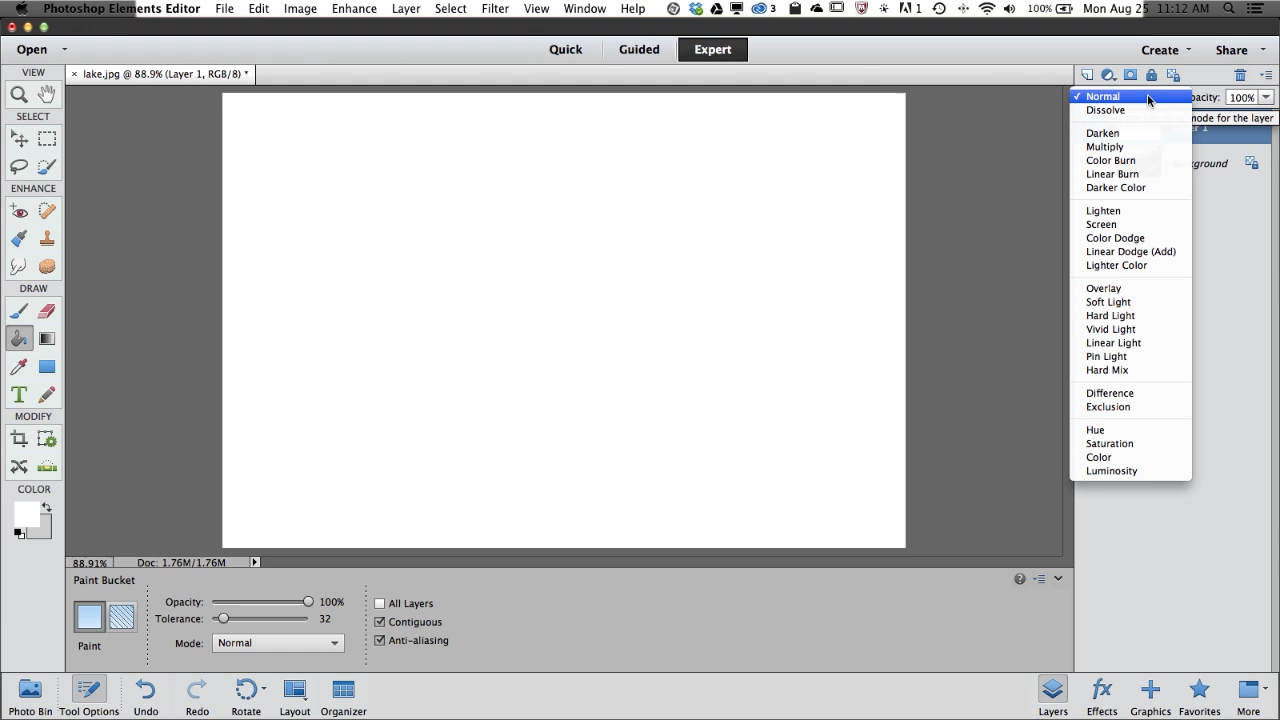 Photoshop Elements Editor File Edit Image Enhance Layer Select Filter View Window Help 3 1 100% Mon Aug 25 11:12 AM
Open Quick Guided Expert Create Share
VIEW
SELECT
ENHANCE
DRAW
T
MODIFY
COLOR
× lake.jpg @ 88.9% (Layer 1, RGB/8) *
✓ Normal
pacity: 100%
Dissolve
mode for the layer
Darken
Multiply
Color Burn
Linear Burn
Darker Color
Lighten
Screen
Color Dodge
Linear Dodge (Add)
Lighter Color
Overlay
Soft Light
Hard Light
Vivid Light
Linear Light
Pin Light
Hard Mix
Difference
Exclusion
Hue
Saturation
Color
Luminosity
88.91% Doc: 1.76M/1.76M
Paint Bucket
Paint
Opacity: 100%
Tolerance: 32
Mode: Normal
All Layers
Contiguous
Anti-aliasing
Photo Bin Tool Options Undo Redo Rotate Layout Organizer
fx
Layers Effects Graphics Favorites More